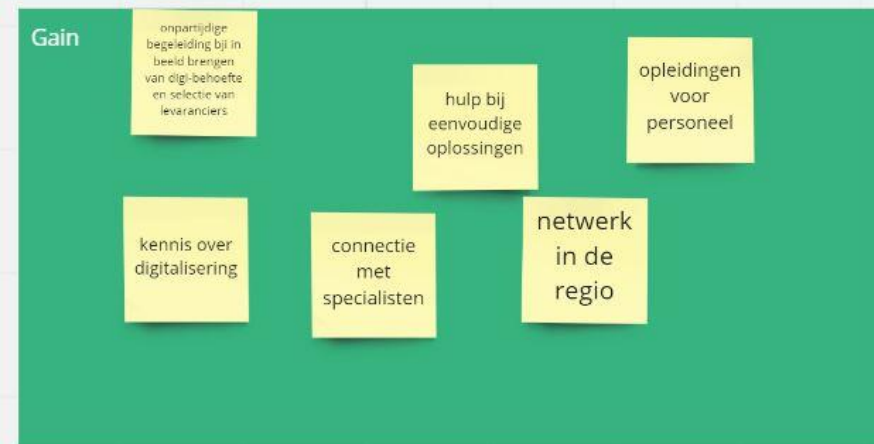 Gain
onpartijdige
begeleiding bji in
beeld brengen
van digi-behoefte
en selectie van
levaranciers
hulp bij
eenvoudige
oplossingen
opleidingen
voor
personeel
kennis over
digitalisering
connectie
met
specialisten
netwerk
in de
regio